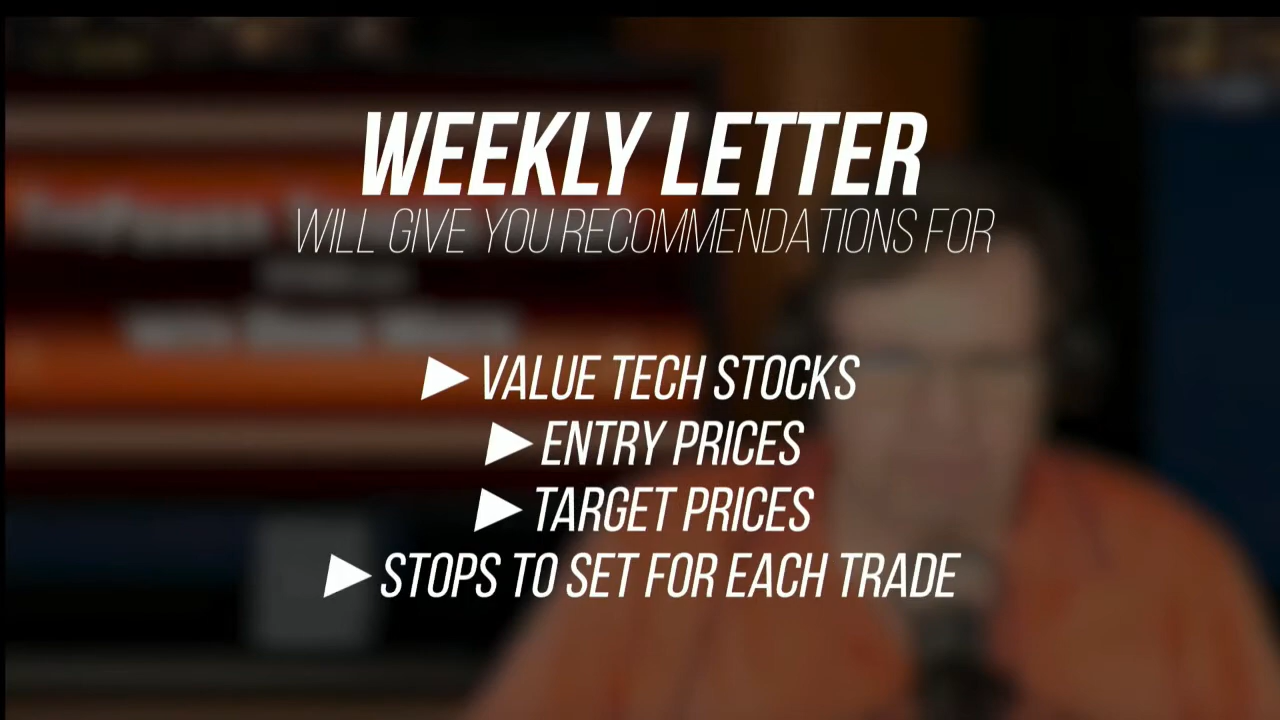 WEEKLY LETTER
WILL GIVE YOU RECOMMENDATIONS FOR
▶ VALUE TECH STOCKS
▶ ENTRY PRICES
▶ TARGET PRICES
▶ STOPS TO SET FOR EACH TRADE